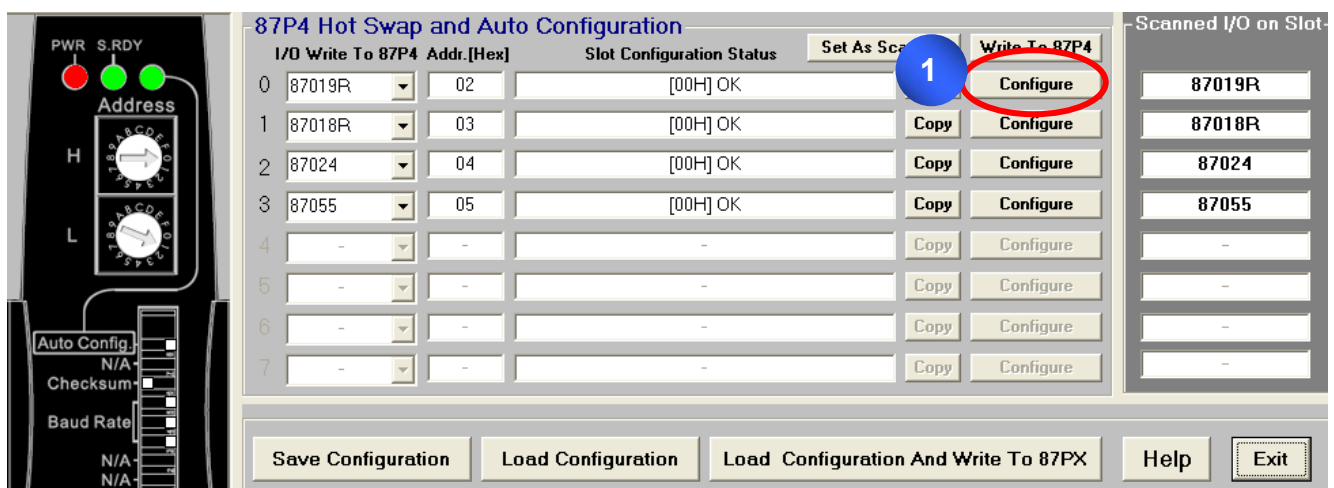 PWR S.RDY
Address
H
L
Auto Config.
N/A
Checksum
Baud Rate
N/A
N/A
87P4 Hot Swap and Auto Configuration
I/O Write To 87P4 Addr.[Hex] Slot Configuration Status Set As Sca Write To 87P4
1
0 87019R 02 [00H] OK Configure
1 87018R 03 [00H] OK Copy Configure
2 87024 04 [00H] OK Copy Configure
3 87055 05 [00H] OK Copy Configure
4 - - - Copy Configure
5 - - - Copy Configure
6 - - - Copy Configure
7 - - - Copy Configure
Scanned I/O on Slot
87019R
87018R
87024
87055
-
-
-
-
Save Configuration Load Configuration Load Configuration And Write To 87PX Help Exit